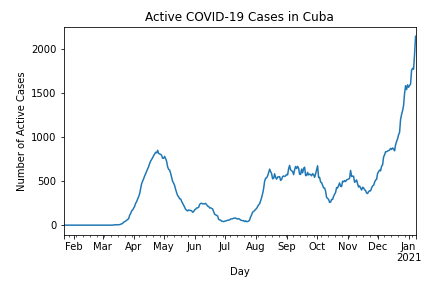 Active COVID-19 Cases in Cuba
Number of Active Cases
2000
1500
1000
500
0
Feb Mar Apr May Jun Jul Aug Sep Oct Nov Dec Jan
2021
Day